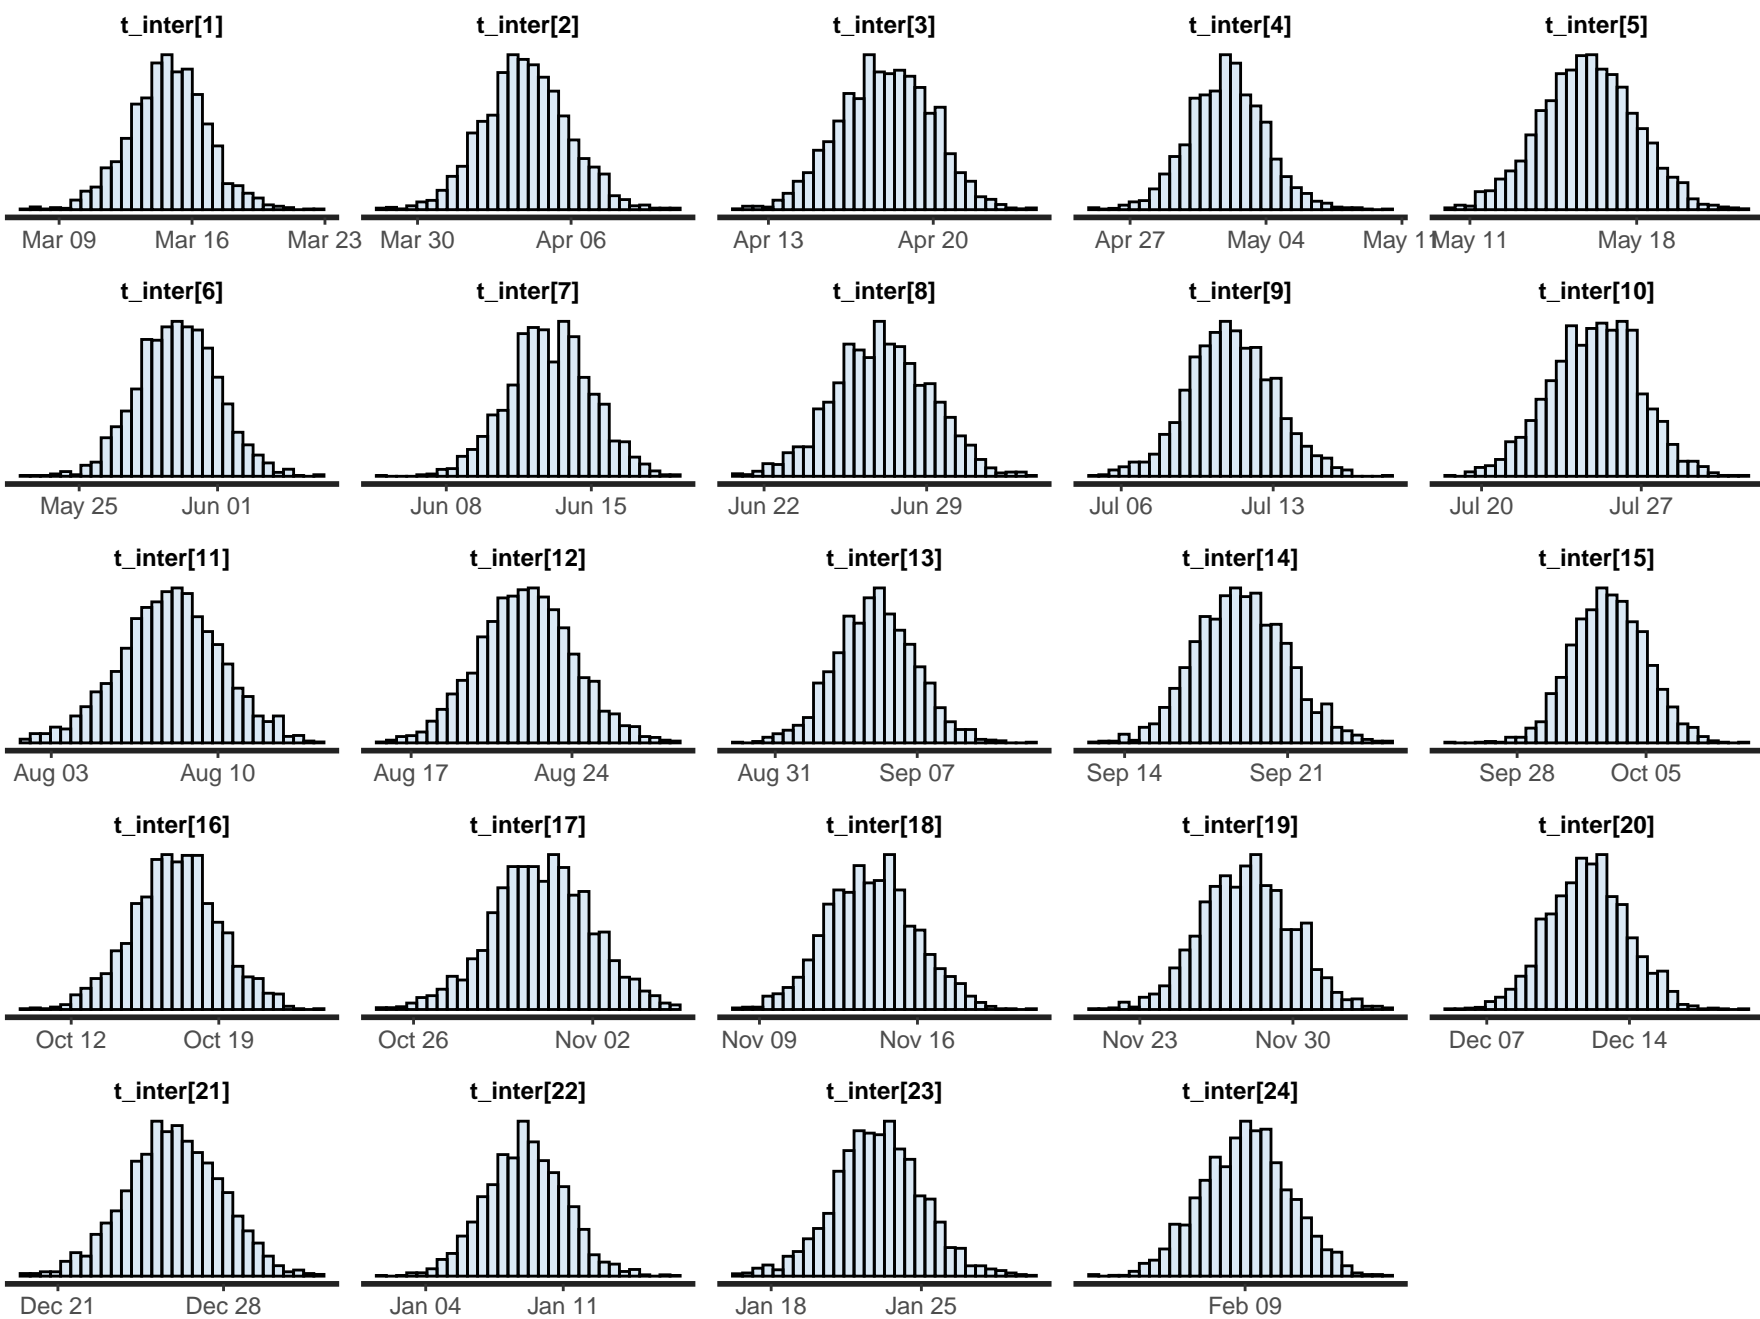 t_inter[1] t_inter[2] t_inter[3] t_inter[4] t_inter[5]
Mar 09 Mar 16 Mar 23 Mar 30 Apr 06 Apr 13 Apr 20 Apr 27 May 04 May 11 May 11 May 18
t_inter[6] t_inter[7] t_inter[8] t_inter[9] t_inter[10]
May 25 Jun 01 Jun 08 Jun 15 Jun 22 Jun 29 Jul 06 Jul 13 Jul 20 Jul 27
t_inter[11] t_inter[12] t_inter[13] t_inter[14] t_inter[15]
Aug 03 Aug 10 Aug 17 Aug 24 Aug 31 Sep 07 Sep 14 Sep 21 Sep 28 Oct 05
t_inter[16] t_inter[17] t_inter[18] t_inter[19] t_inter[20]
Oct 12 Oct 19 Oct 26 Nov 02 Nov 09 Nov 16 Nov 23 Nov 30 Dec 07 Dec 14
t_inter[21] t_inter[22] t_inter[23] t_inter[24]
Dec 21 Dec 28 Jan 04 Jan 11 Jan 18 Jan 25 Feb 09